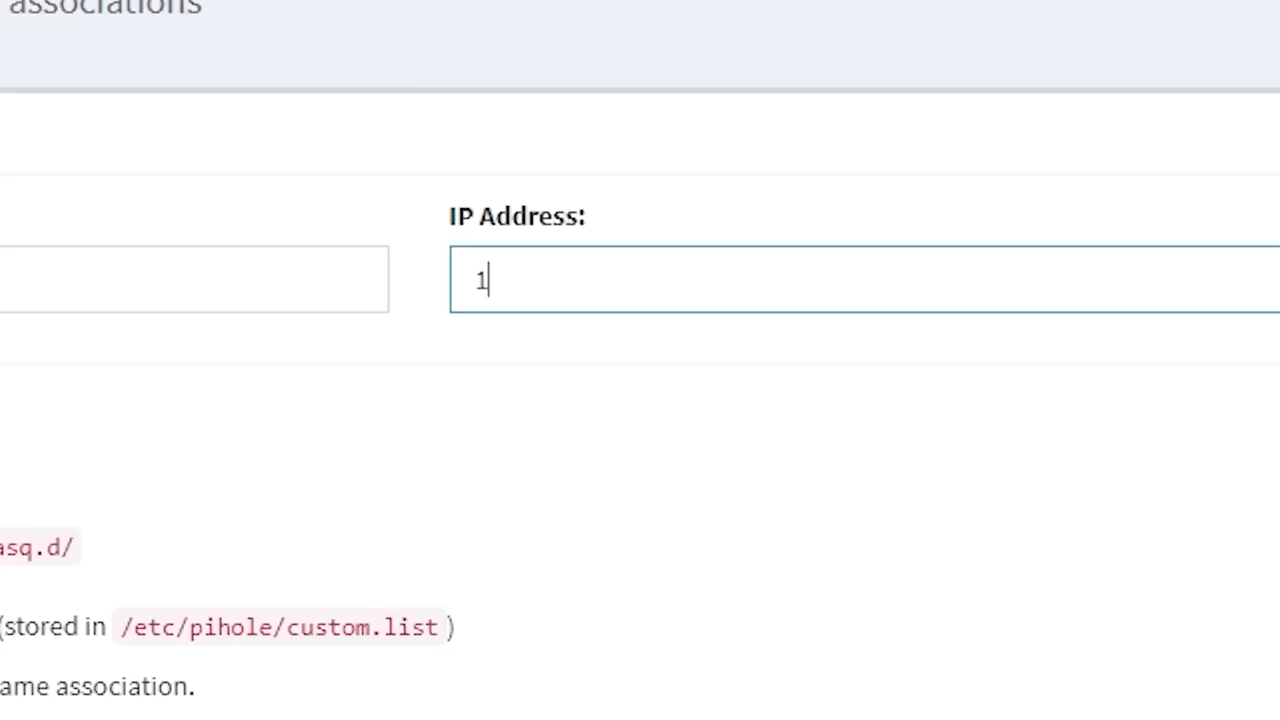 associations
IP Address:
1
asq.d/
(stored in /etc/pihole/custom.list)
ame association.